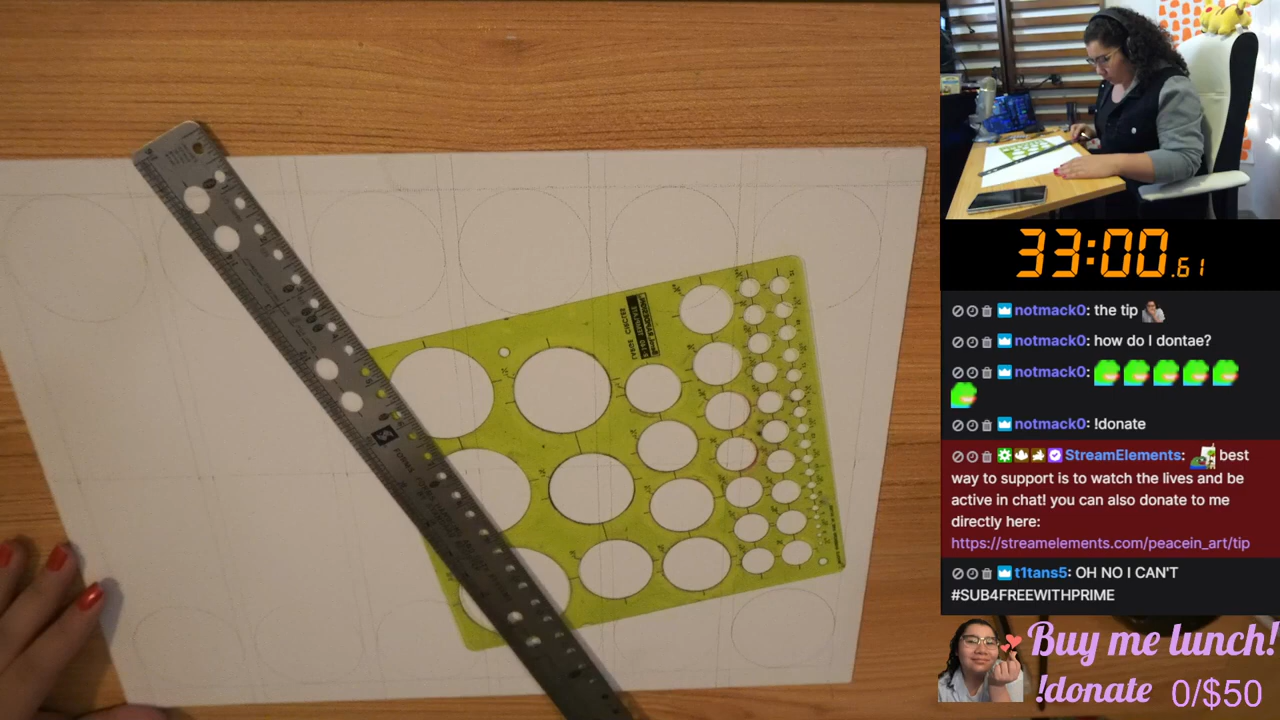 33:00.61
notmack0: the tip
notmack0: how do I dontae?
notmack0:
notmack0: !donate
StreamElements: best
way to support is to watch the lives and be
active in chat! you can also donate to me
directly here:
https://streamelements.com/peacein_art/tip
t1tans5: OH NO I CAN'T
#SUB4FREEWITHPRIME
Buy me lunch!
!donate 0/$50